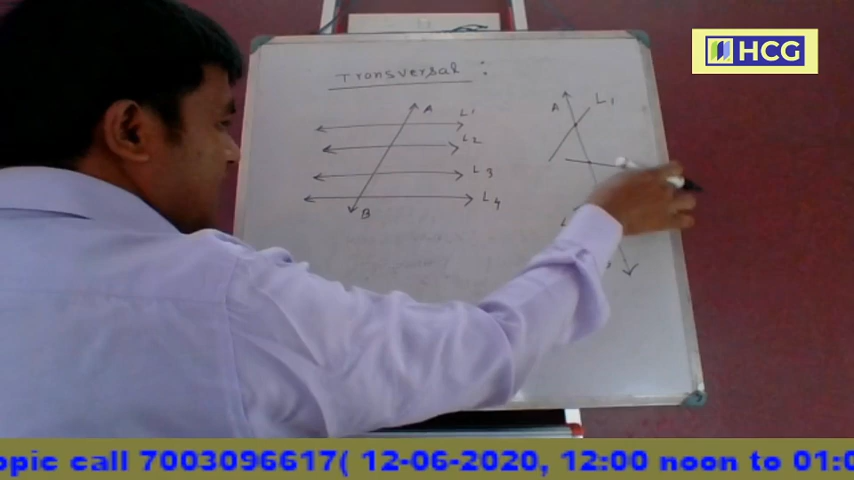 HCG
Transversal :
A
L1
L2
L3
L4
B
A
L1
opic call 7003096617( 12-06-2020, 12:00 noon to 01:0